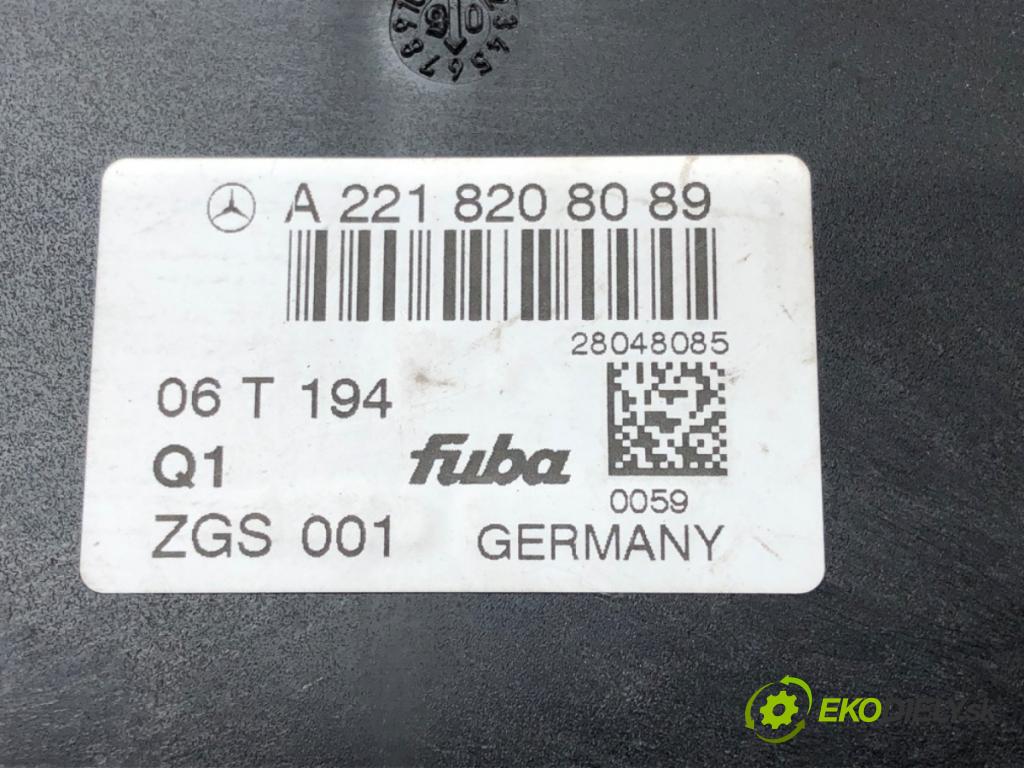 A 221 820 80 89
28048085
06 T 194
Q1
fuba
0059
ZGS 001
GERMANY
EKODIELY.sk